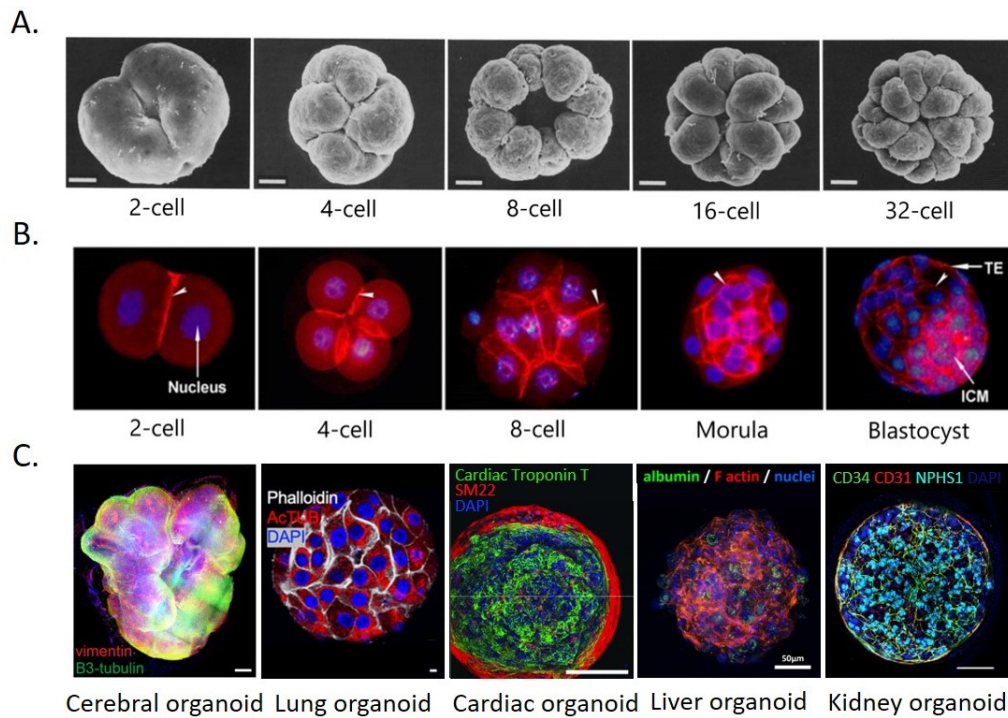 A.
2-cell
4-cell
8-cell
16-cell
32-cell
B.
Nucleus
TE
ICM
2-cell
4-cell
8-cell
Morula
Blastocyst
C.
vimentin
B3-tubulin
Phalloidin
AcTUB
DAPI
Cardiac Troponin T
SM22
DAPI
albumin / F actin / nuclei
50µm
CD34 CD31 NPHS1 DAPI
Cerebral organoid
Lung organoid
Cardiac organoid
Liver organoid
Kidney organoid